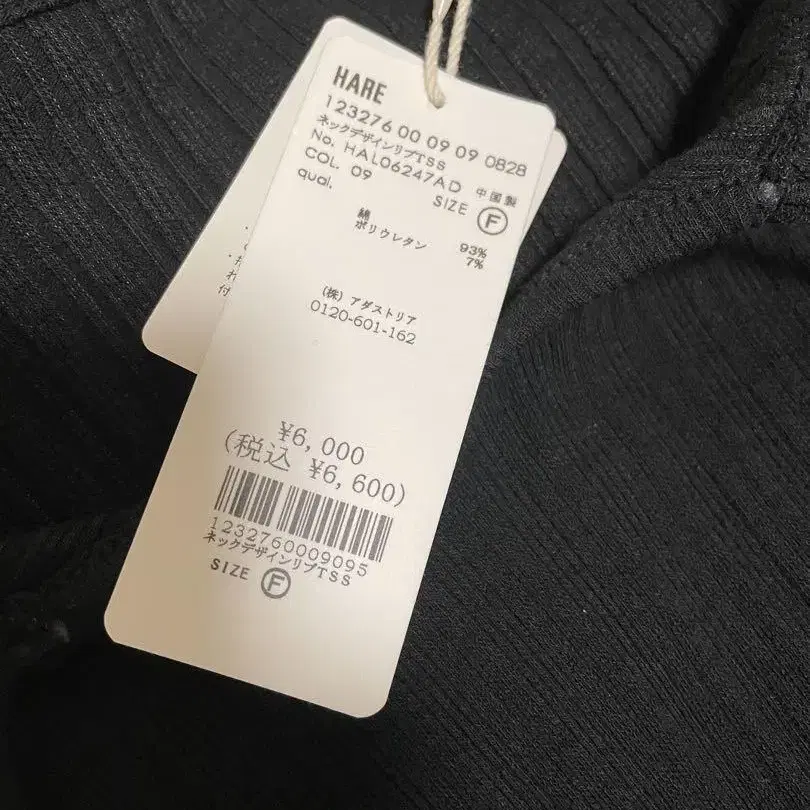 HARE
123276 00 09 09 0828
ネックデザインリブTSS
No. HAL06247AD 中国製
COL. 09 SIZE F
qual.
綿 93%
ポリウレタン 7%
(株) アダストリア
0120-601-162
¥6,000
(税込 ¥6,600)
1232760009095
ネックデザインリブTSS
SIZE F
付